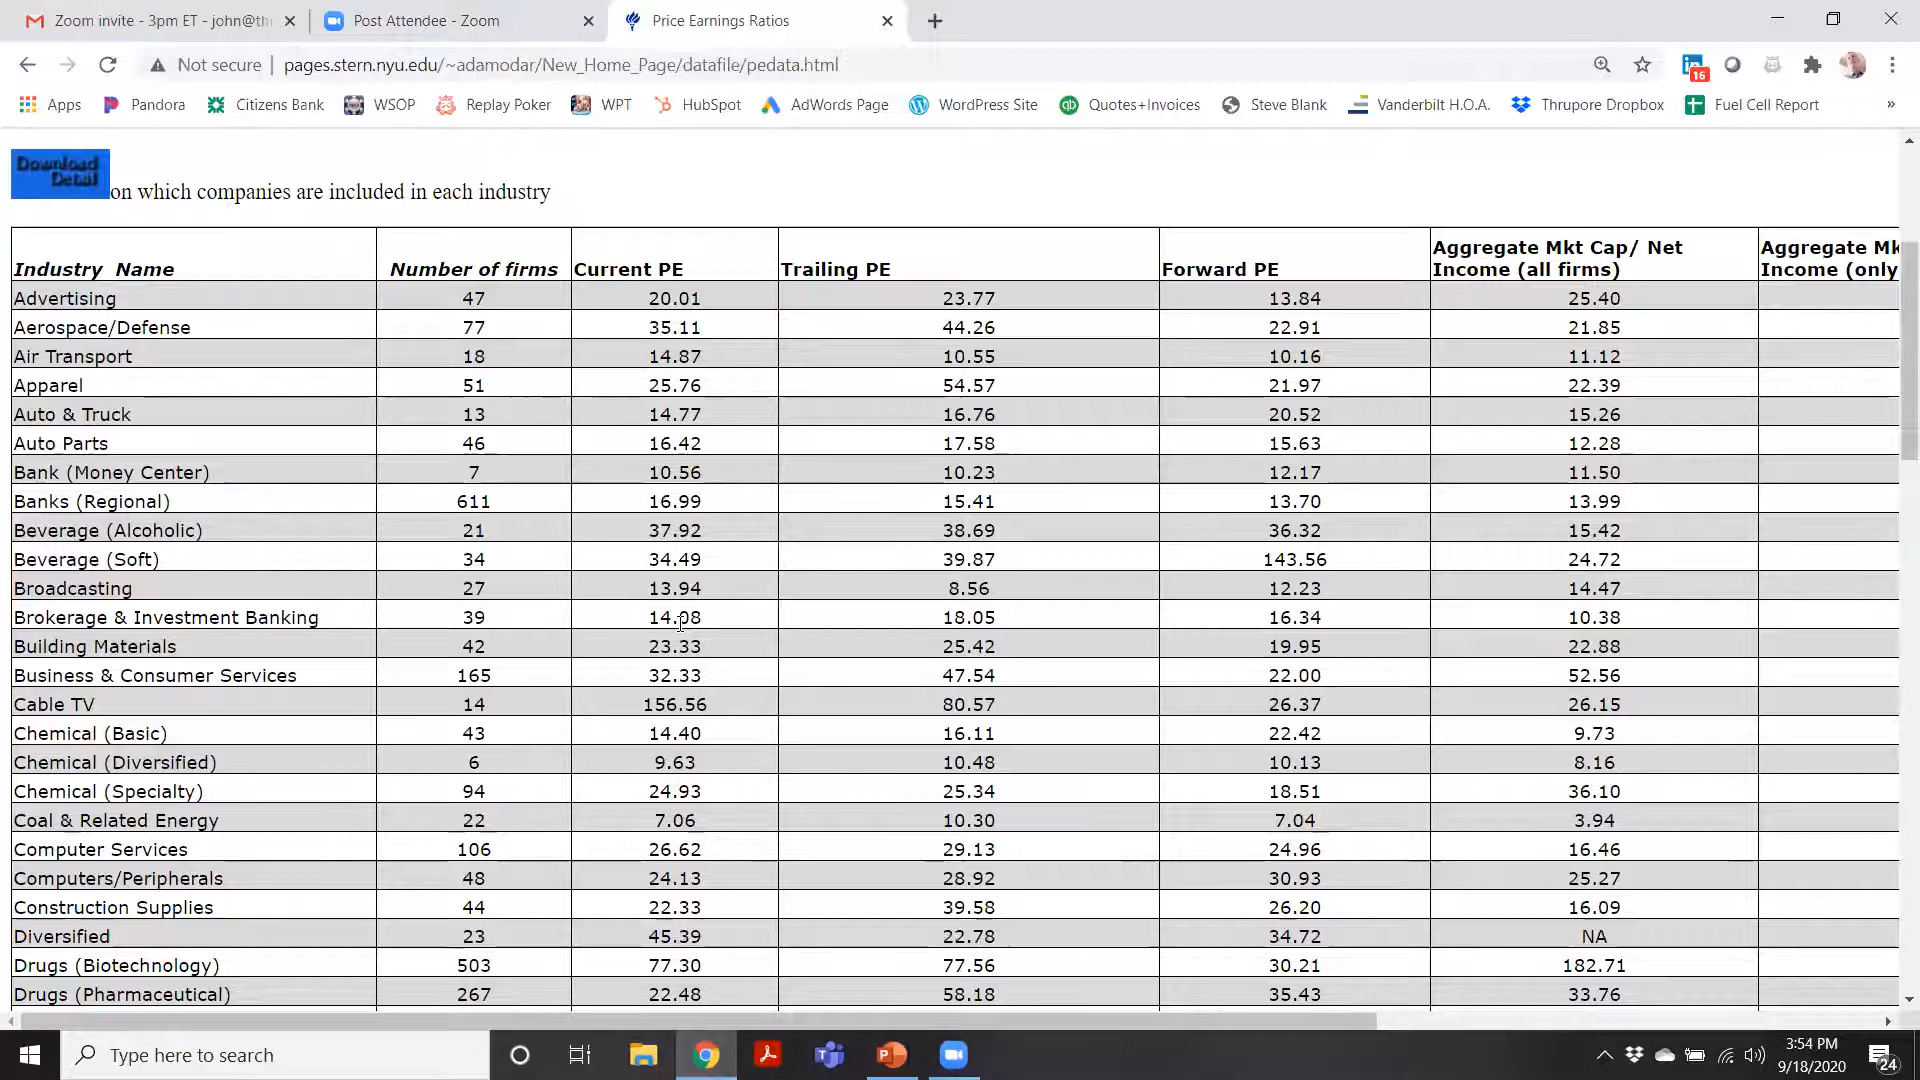 Zoom invite - 3pm ET - john@th
Post Attendee - Zoom
Price Earnings Ratios
Not secure
pages.stern.nyu.edu/~adamodar/New_Home_Page/datafile/pedata.html
16
Apps
Pandora
Citizens Bank
WSOP
Replay Poker
WPT
HubSpot
AdWords Page
WordPress Site
Quotes+Invoices
Steve Blank
Vanderbilt H.O.A.
Thrupore Dropbox
Fuel Cell Report
»
Download
Detail
on which companies are included in each industry
Industry Name Number of firms Current PE Trailing PE Forward PE Aggregate Mkt Cap/ Net Income (all firms) Aggregate Mk Income (only
Advertising 47 20.01 23.77 13.84 25.40
Aerospace/Defense 77 35.11 44.26 22.91 21.85
Air Transport 18 14.87 10.55 10.16 11.12
Apparel 51 25.76 54.57 21.97 22.39
Auto & Truck 13 14.77 16.76 20.52 15.26
Auto Parts 46 16.42 17.58 15.63 12.28
Bank (Money Center) 7 10.56 10.23 12.17 11.50
Banks (Regional) 611 16.99 15.41 13.70 13.99
Beverage (Alcoholic) 21 37.92 38.69 36.32 15.42
Beverage (Soft) 34 34.49 39.87 143.56 24.72
Broadcasting 27 13.94 8.56 12.23 14.47
Brokerage & Investment Banking 39 14.08 18.05 16.34 10.38
Building Materials 42 23.33 25.42 19.95 22.88
Business & Consumer Services 165 32.33 47.54 22.00 52.56
Cable TV 14 156.56 80.57 26.37 26.15
Chemical (Basic) 43 14.40 16.11 22.42 9.73
Chemical (Diversified) 6 9.63 10.48 10.13 8.16
Chemical (Specialty) 94 24.93 25.34 18.51 36.10
Coal & Related Energy 22 7.06 10.30 7.04 3.94
Computer Services 106 26.62 29.13 24.96 16.46
Computers/Peripherals 48 24.13 28.92 30.93 25.27
Construction Supplies 44 22.33 39.58 26.20 16.09
Diversified 23 45.39 22.78 34.72 NA
Drugs (Biotechnology) 503 77.30 77.56 30.21 182.71
Drugs (Pharmaceutical) 267 22.48 58.18 35.43 33.76
Type here to search
3:54 PM
9/18/2020
24